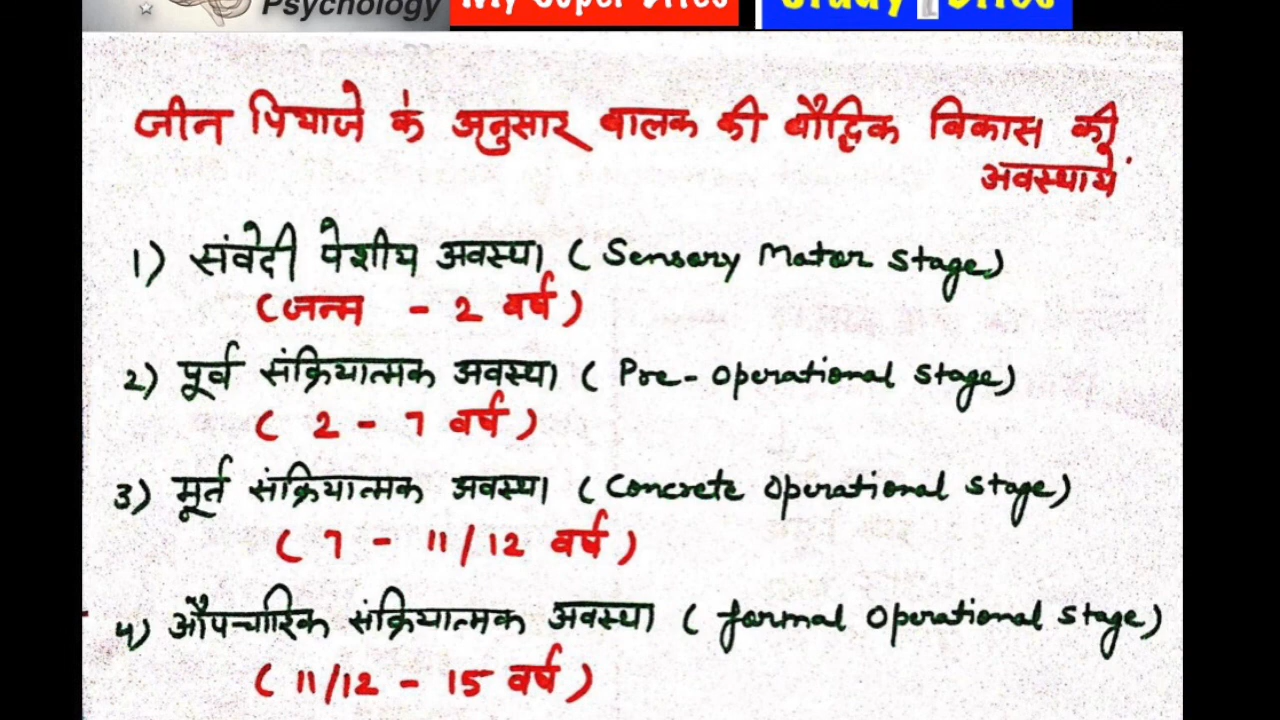 Psychology
Study
जीन पियाजे के अनुसार बालक की बौद्धिक विकास की
अवस्थायें
1) संवेदी पेशीय अवस्था (Sensory Motor Stage)
(जन्म - 2 वर्ष)
2) पूर्व संक्रियात्मक अवस्था (Pre-Operational Stage)
(2 - 7 वर्ष)
3) मूर्त संक्रियात्मक अवस्था (Concrete Operational Stage)
(7 - 11/12 वर्ष)
4) औपचारिक संक्रियात्मक अवस्था (formal Operational Stage)
(11/12 - 15 वर्ष)